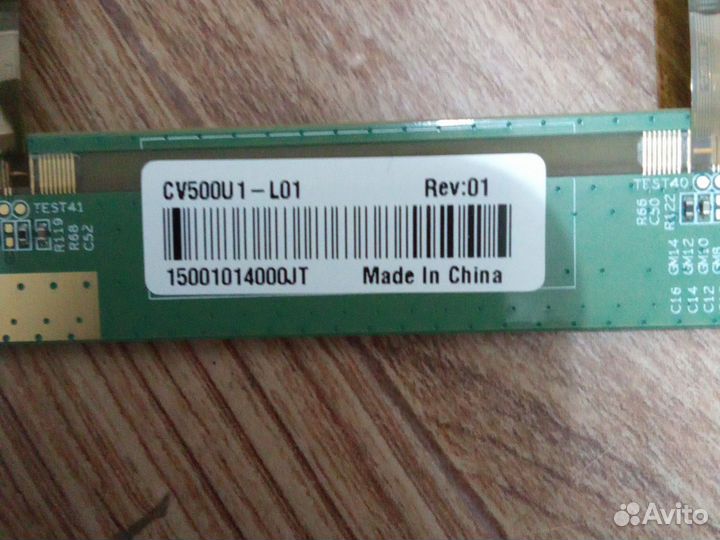 CV500U1-L01 Rev:01
15001014000JT Made In China
TEST41
R119
R68
C52
TEST40
R66
C50
R122
C16 GM14
C14 GM12
C12 GM10
Avito